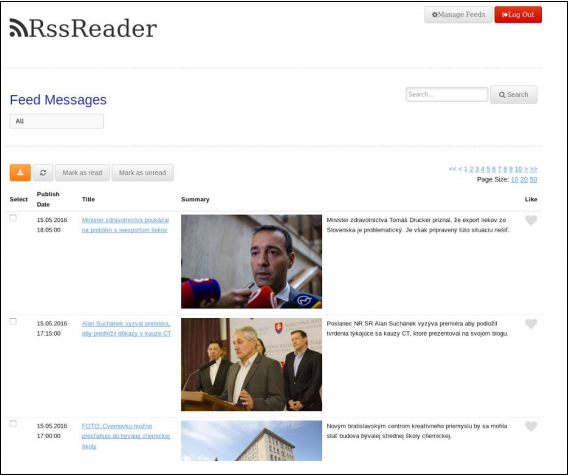 RssReader
Manage Feeds Log Out
Feed Messages
Search... Search
All
Mark as read Mark as unread
<< < 1 2 3 4 5 6 7 8 9 10 > >>
Page Size: 10 20 50
Select Publish Date Title Summary Like
15.05.2016 18:05:00
Minister zdravotníctva poukázal
na problém s reexportom liekov
Minister zdravotníctva Tomáš Drucker priznal, že export liekov zo
Slovenska je problematický. Je však pripravený túto situáciu riešiť.
15.05.2016 17:15:00
Alan Suchánek vyzval premiéra,
aby predložil dôkazy v kauze CT
Poslanec NR SR Alan Suchánek vyzýva premiéra aby podložil
tvrdenia týkajúce sa kauzy CT, ktoré prezentoval na svojom blogu.
15.05.2016 17:00:00
FOTO: Cvernovku možno
presťahujú do bývalej chemickej
školy
Novým bratislavským centrom kreatívneho priemyslu by sa mohla
stať budova bývalej strednej školy chemickej.